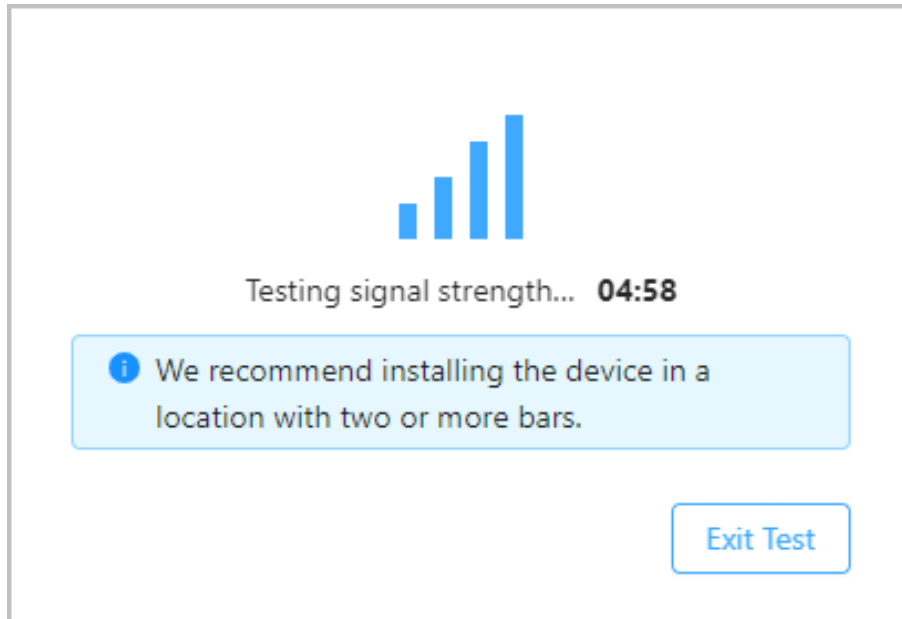 Testing signal strength... 04:58
We recommend installing the device in a
location with two or more bars.
Exit Test